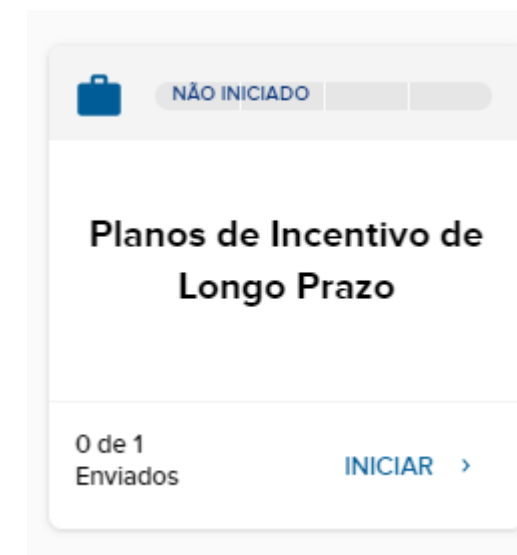 NÃO INICIADO
Planos de Incentivo de
Longo Prazo
0 de 1
Enviados
INICIAR >